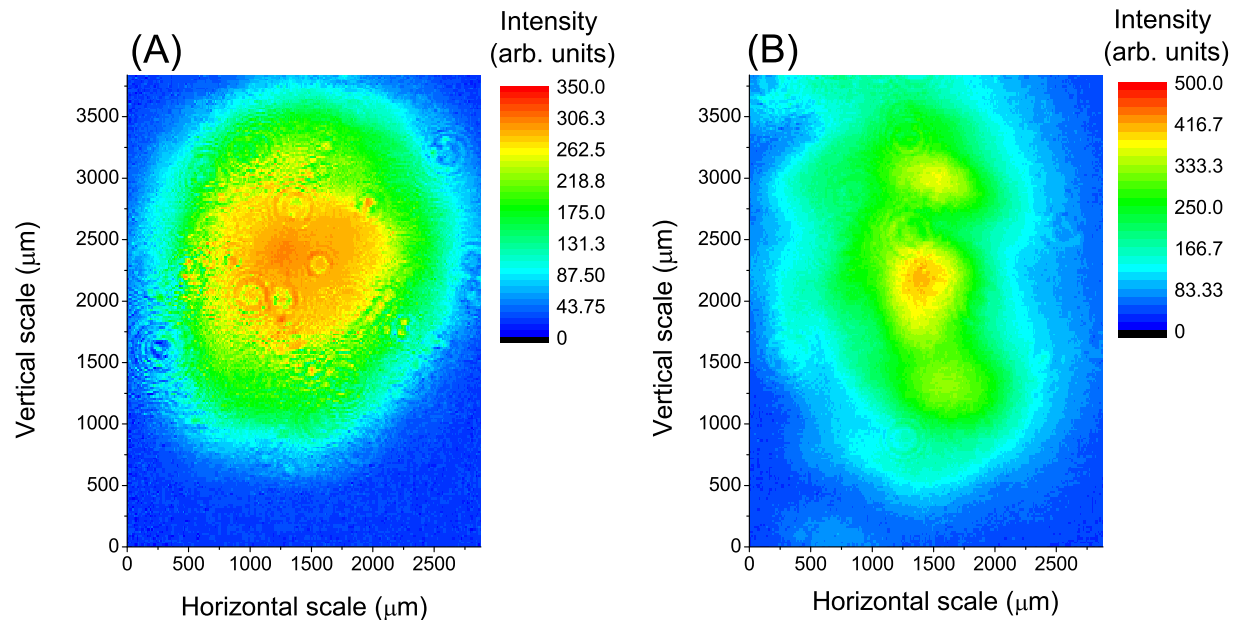 (A)
Intensity
(arb. units)
350.0
306.3
262.5
218.8
175.0
131.3
87.50
43.75
0
3500
3000
2500
2000
1500
1000
500
0
0 500 1000 1500 2000 2500
Vertical scale (μm)
Horizontal scale (μm)
(B)
Intensity
(arb. units)
500.0
416.7
333.3
250.0
166.7
83.33
0
3500
3000
2500
2000
1500
1000
500
0
0 500 1000 1500 2000 2500
Vertical scale (μm)
Horizontal scale (μm)